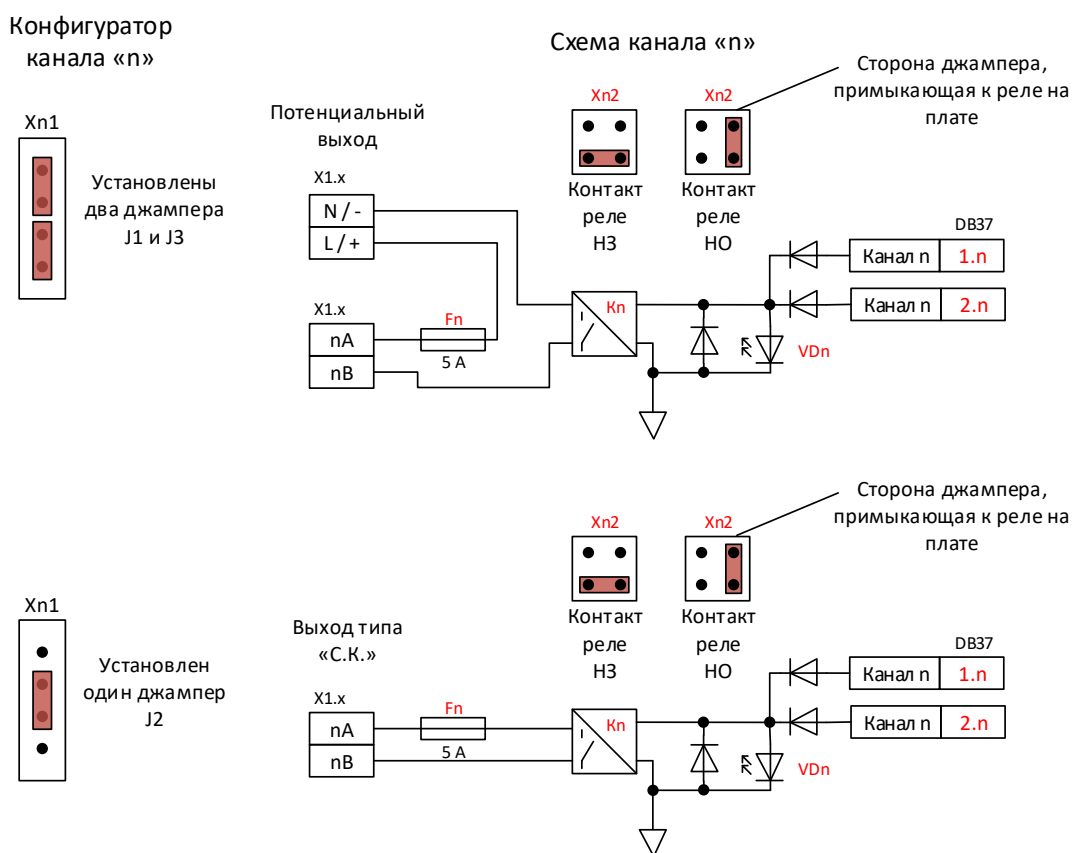 Конфигуратор
канала «n»
Схема канала «n»
Сторона джампера,
примыкающая к реле на
плате
Xn1
Установлены
два джампера
J1 и J3
Потенциальный
выход
X1.x
N / -
L / +
X1.x
nA
nB
Fn
5 А
Xn2
Контакт
реле
НЗ
Xn2
Контакт
реле
НО
Кn
VDn
DB37
Канал n 1.n
Канал n 2.n
Сторона джампера,
примыкающая к реле на
плате
Xn1
Установлен
один джампер
J2
Выход типа
«С.К.»
X1.x
nA
nB
Fn
5 А
Xn2
Контакт
реле
НЗ
Xn2
Контакт
реле
НО
Кn
VDn
DB37
Канал n 1.n
Канал n 2.n